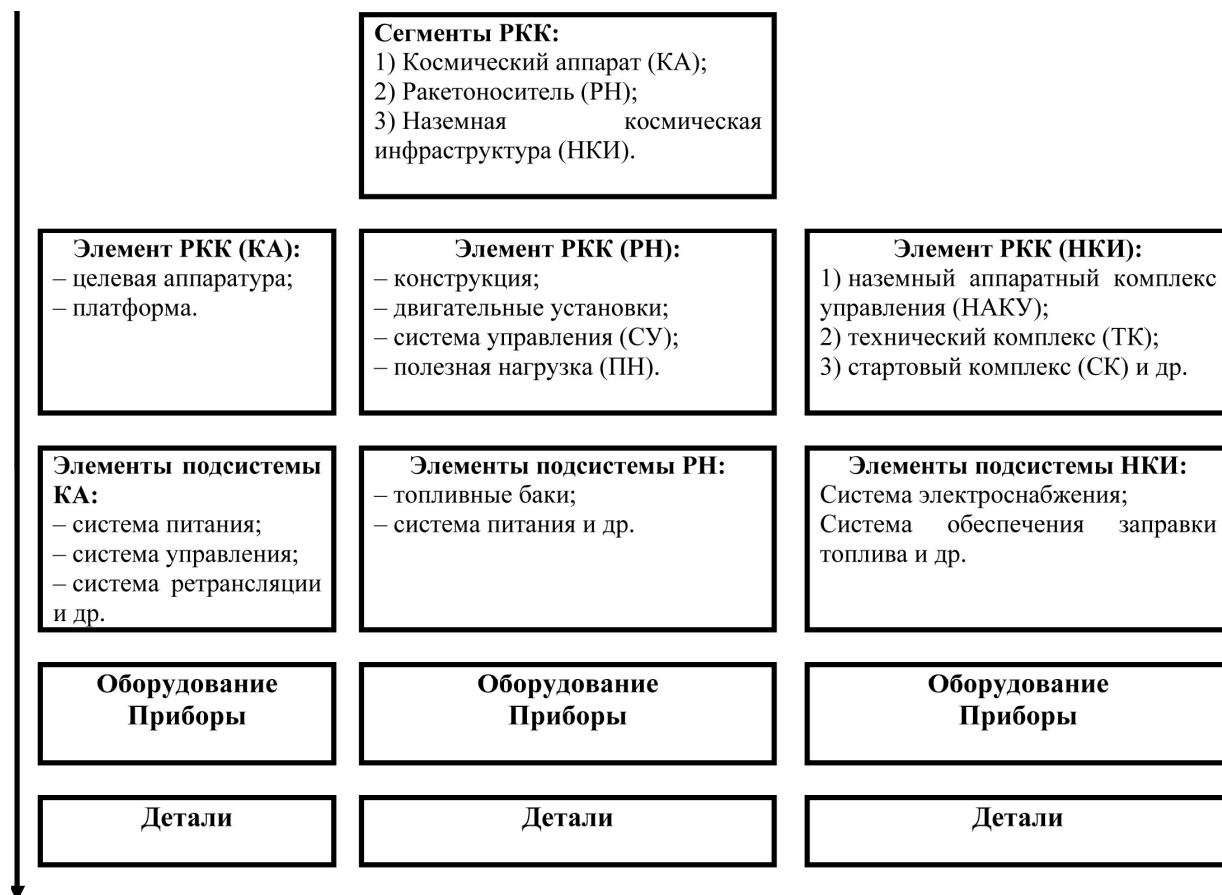 Сегменты РКК:
1) Космический аппарат (КА);
2) Ракетоноситель (РН);
3) Наземная космическая
инфраструктура (НКИ).
Элемент РКК (КА):
– целевая аппаратура;
– платформа.
Элемент РКК (РН):
– конструкция;
– двигательные установки;
– система управления (СУ);
– полезная нагрузка (ПН).
Элемент РКК (НКИ):
1) наземный аппаратный комплекс
управления (НАКУ);
2) технический комплекс (ТК);
3) стартовый комплекс (СК) и др.
Элементы подсистемы
КА:
– система питания;
– система управления;
– система ретрансляции
и др.
Элементы подсистемы РН:
– топливные баки;
– система питания и др.
Элементы подсистемы НКИ:
Система электроснабжения;
Система обеспечения заправки
топлива и др.
Оборудование
Приборы
Оборудование
Приборы
Оборудование
Приборы
Детали
Детали
Детали